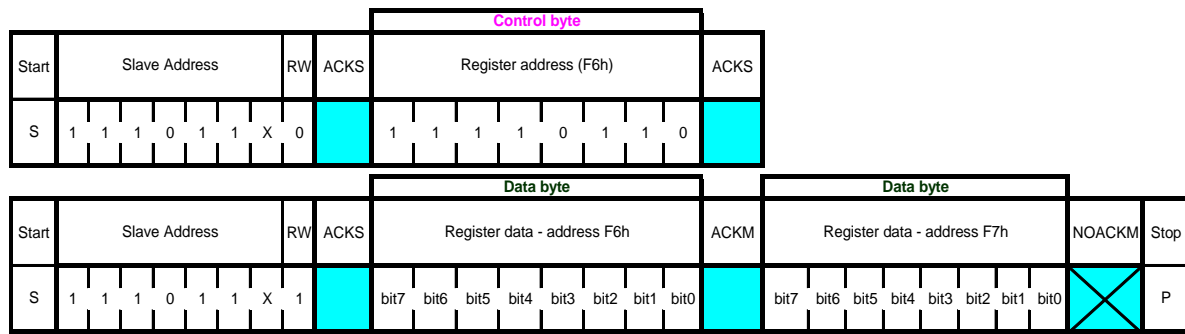 Control byte
Start Slave Address RW ACKS Register address (F6h) ACKS
S 1 1 1 0 1 1 X 0 1 1 1 1 0 1 1 0
Data byte Data byte
Start Slave Address RW ACKS Register data - address F6h ACKM Register data - address F7h NOACKM Stop
S 1 1 1 0 1 1 X 1 bit7 bit6 bit5 bit4 bit3 bit2 bit1 bit0 bit7 bit6 bit5 bit4 bit3 bit2 bit1 bit0 P